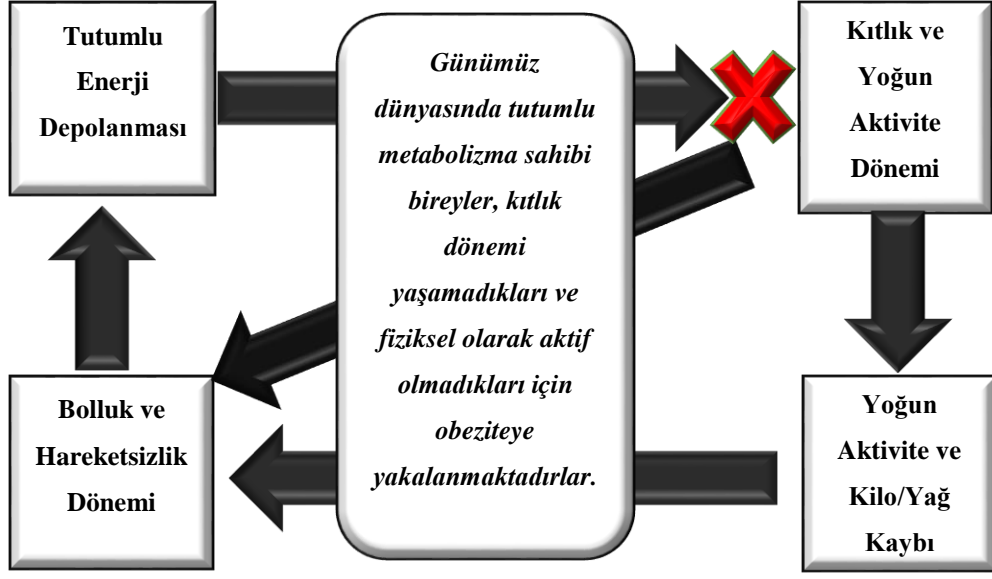 Tutumlu
Enerji
Depolanması
Günümüz
dünyasında tutumlu
metabolizma sahibi
bireyler, kıtlık
dönemi
yaşamadıkları ve
fiziksel olarak aktif
olmadıkları için
obeziteye
yakalanmaktadırlar.
Kıtlık ve
Yoğun
Aktivite
Dönemi
Bolluk ve
Hareketsizlik
Dönemi
Yoğun
Aktivite ve
Kilo/Yağ
Kaybı